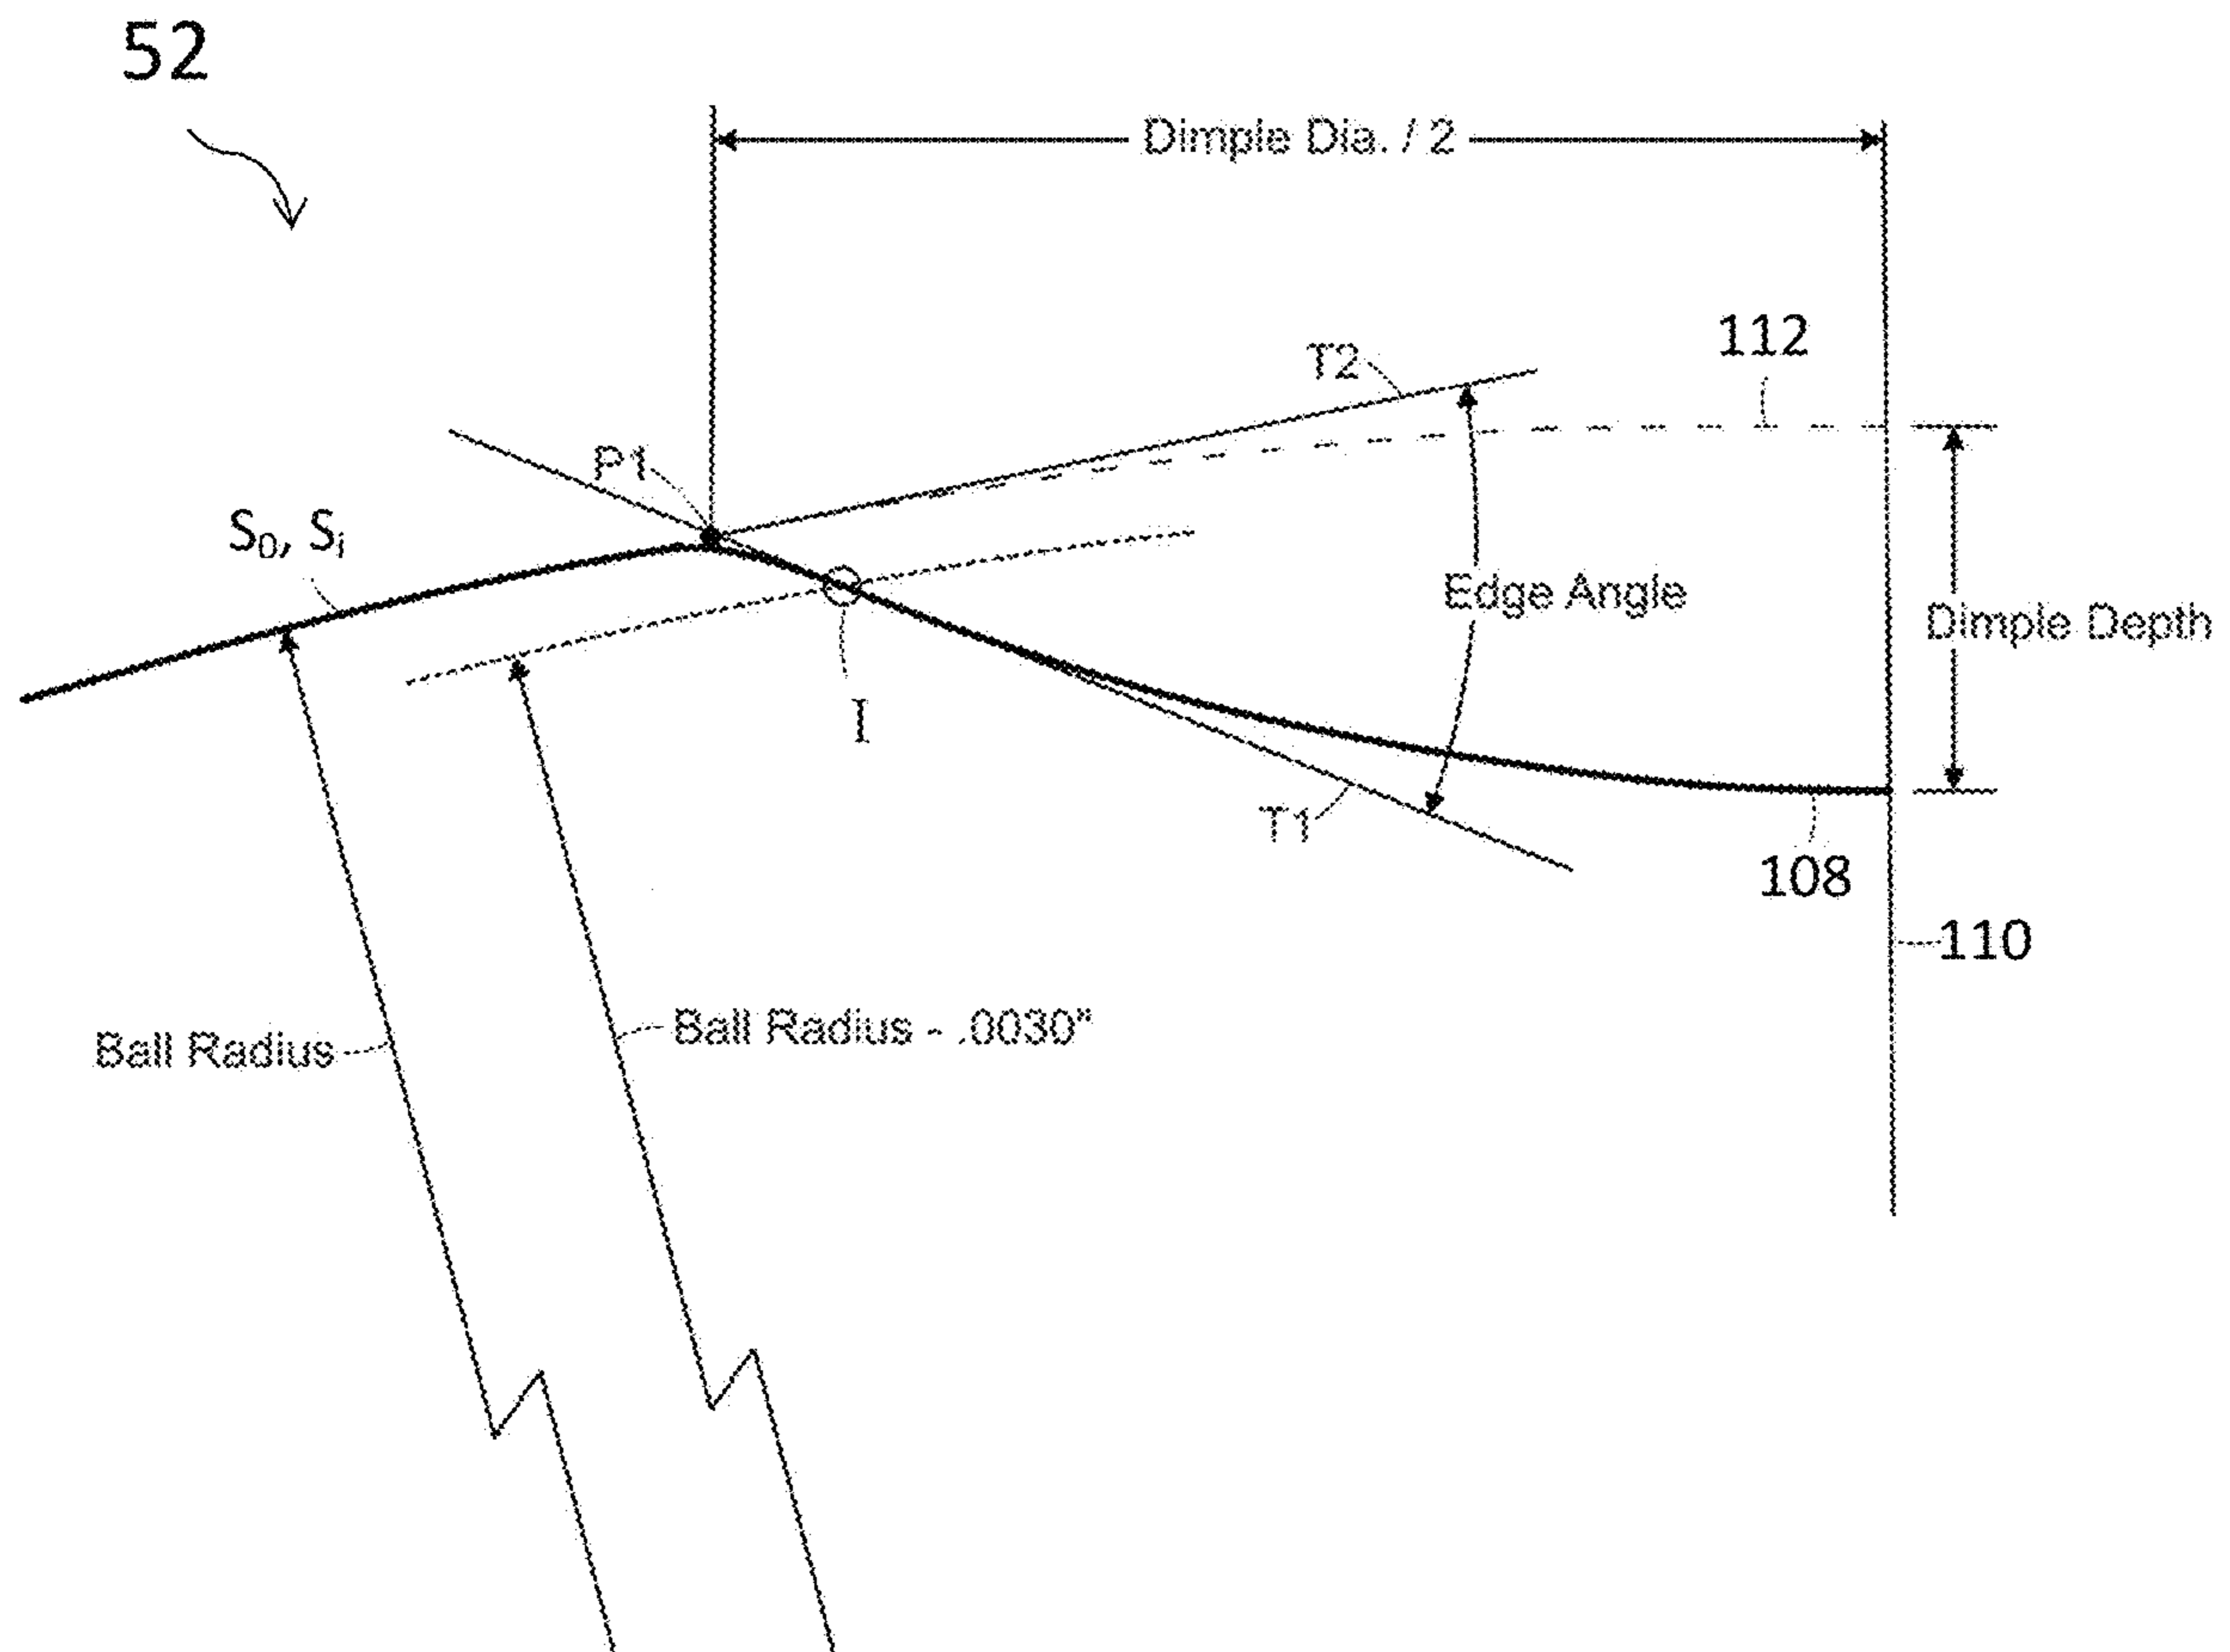 52
Dimple Dia. / 2
112
T2
P1
S₀, Sᵢ
Edge Angle
Dimple Depth
I
T1
108
110
Ball Radius - .0030"
Ball Radius